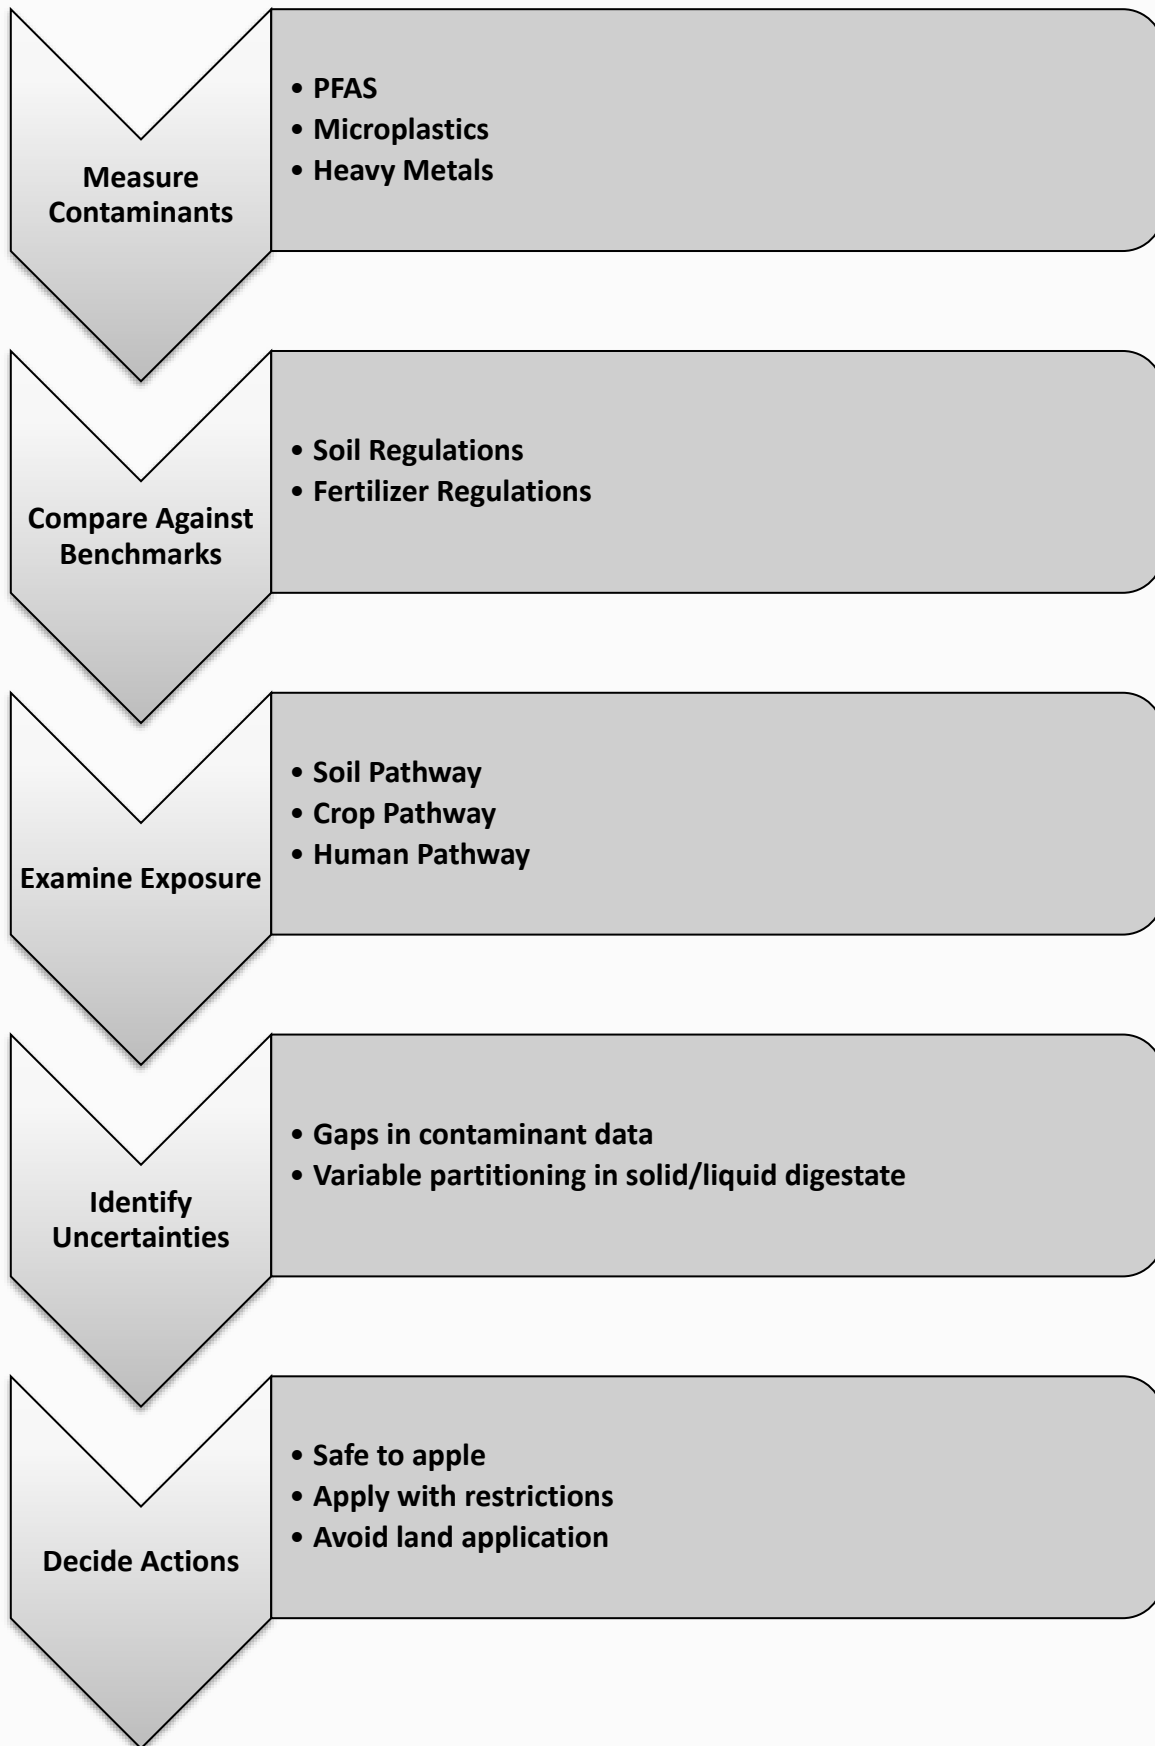 Measure
Contaminants
• PFAS
• Microplastics
• Heavy Metals
Compare Against
Benchmarks
• Soil Regulations
• Fertilizer Regulations
Examine Exposure
• Soil Pathway
• Crop Pathway
• Human Pathway
Identify
Uncertainties
• Gaps in contaminant data
• Variable partitioning in solid/liquid digestate
Decide Actions
• Safe to apple
• Apply with restrictions
• Avoid land application